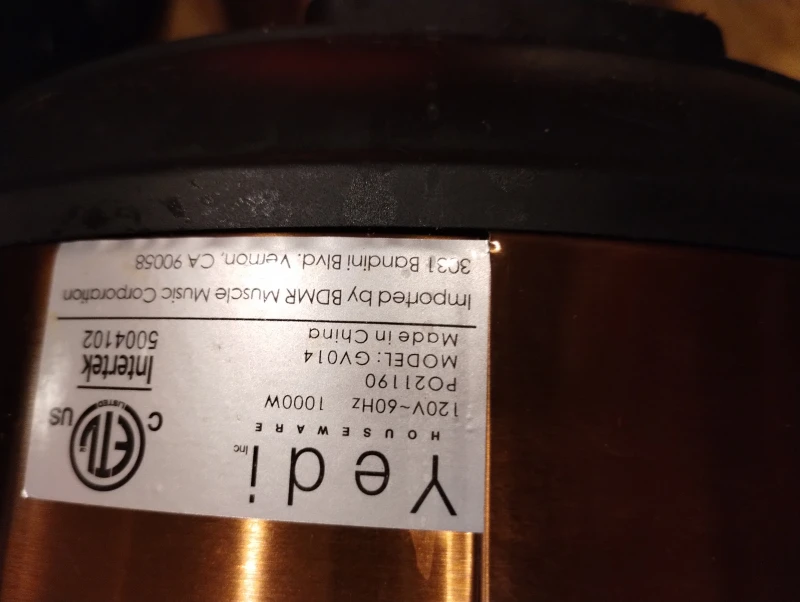 Yedi
Inc
HOUSEWARE
120V~60Hz 1000W
PO21190
MODEL: GV014
Made in China
C ETL US
LISTED
Intertek
5004102
Imported by BDMR Muscle Music Corporation
3031 Bandini Blvd. Vernon, CA 90058